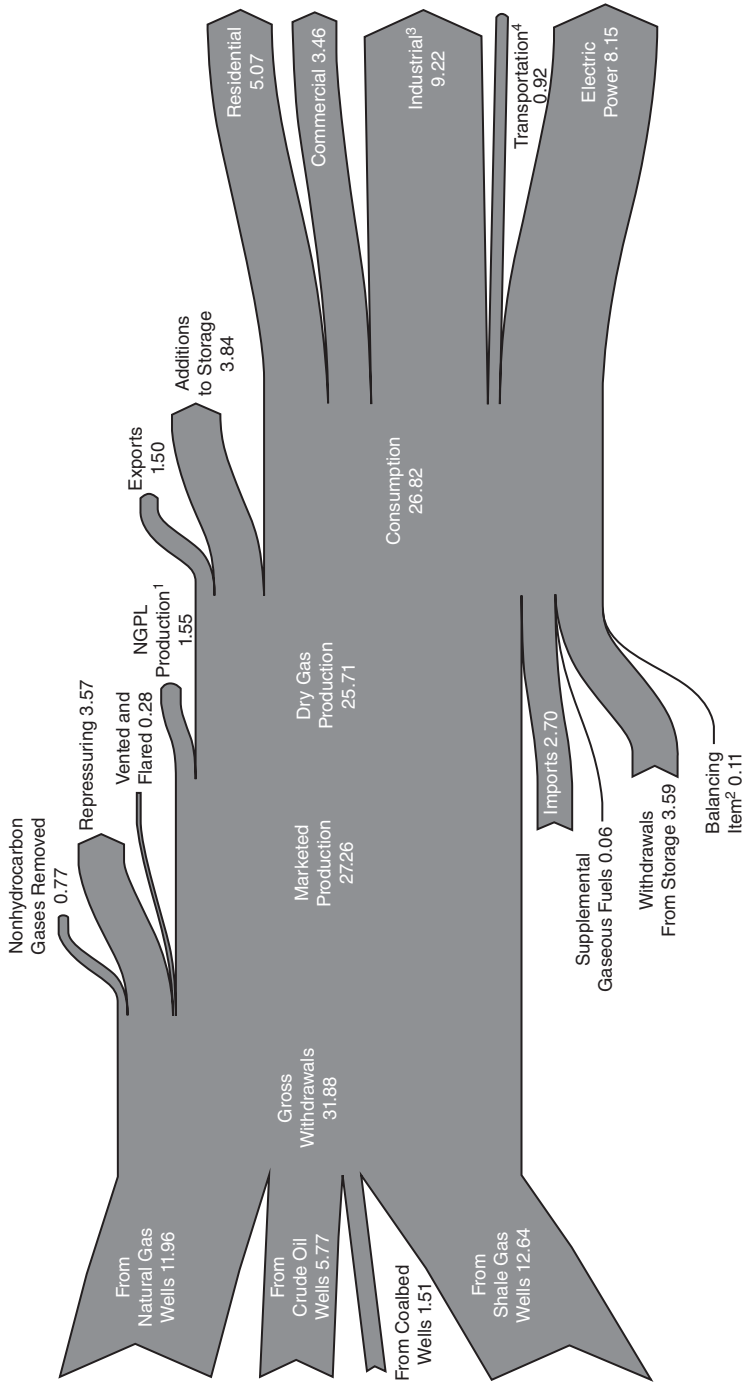 From
Natural Gas
Wells 11.96
From
Crude Oil
Wells 5.77
From Coalbed
Wells 1.51
From
Shale Gas
Wells 12.64
Gross
Withdrawals
31.88
Nonhydrocarbon
Gases Removed
0.77
Repressuring 3.57
Vented and
Flared 0.28
Marketed
Production
27.26
NGPL
Production¹
1.55
Dry Gas
Production
25.71
Exports
1.50
Additions
to Storage
3.84
Imports 2.70
Supplemental
Gaseous Fuels 0.06
Withdrawals
From Storage 3.59
Balancing
Item² 0.11
Consumption
26.82
Residential
5.07
Commercial 3.46
Industrial³
9.22
Transportation⁴
0.92
Electric
Power 8.15